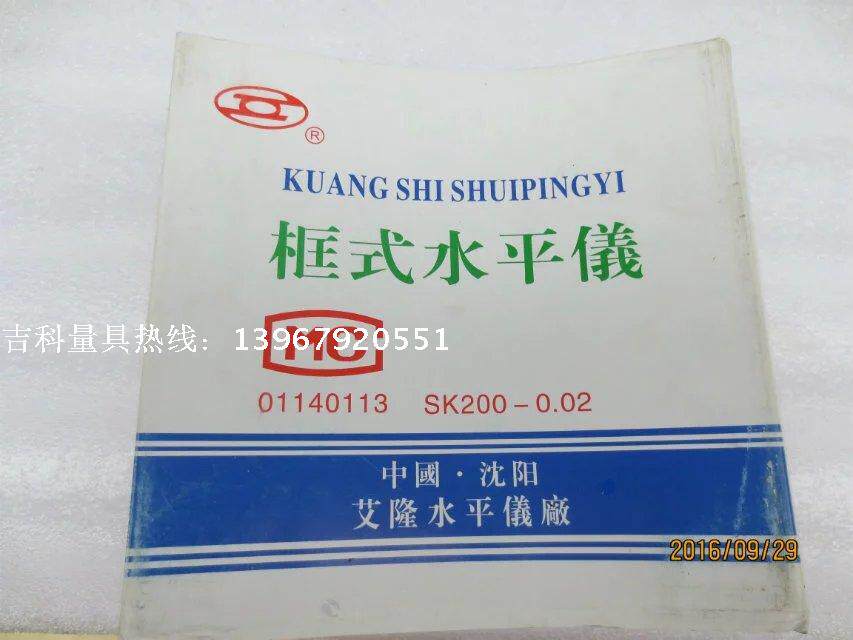 ®
KUANG SHI SHUIPINGYI
框式水平儀
吉科量具热线：13967920551
MC
01140113 SK200-0.02
中國·沈阳
艾隆水平儀廠
2016/09/29